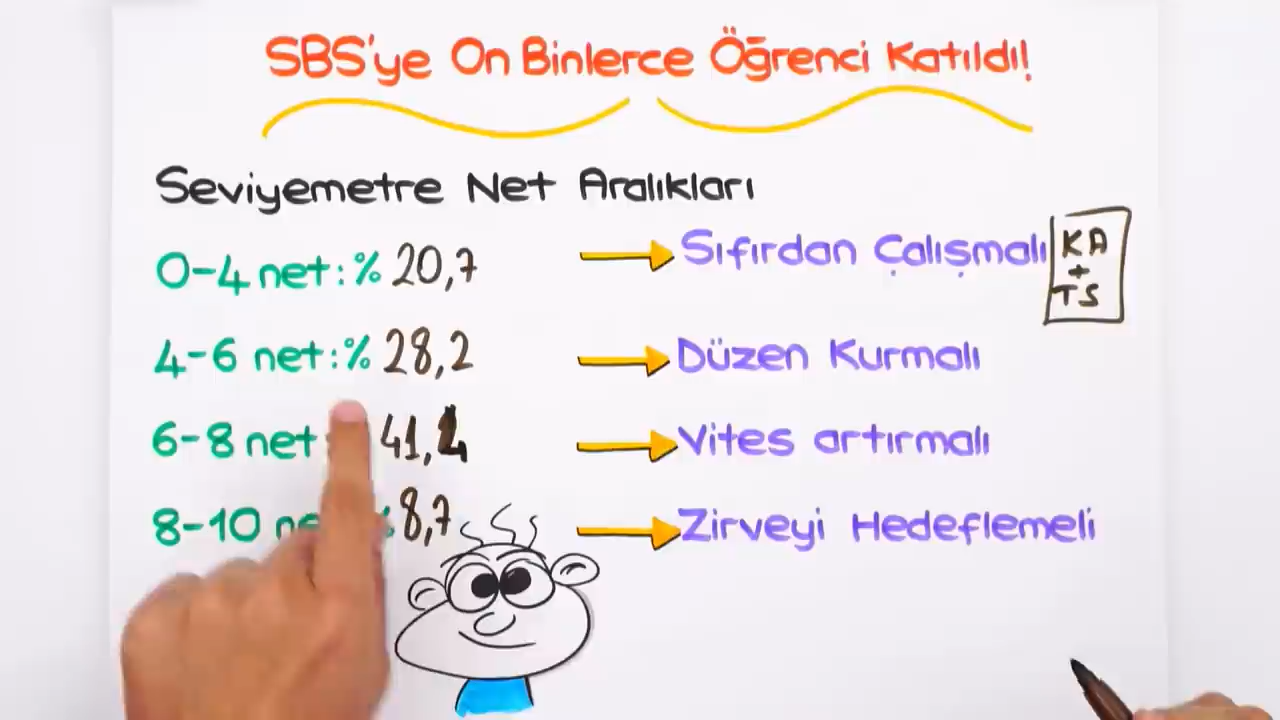 SBS'ye On Binlerce Öğrenci Katıldı!
Seviyemetre Net Aralıkları
0-4 net:% 20,7 Sıfırdan Çalışmalı KA + TS
4-6 net:% 28,2 Düzen Kurmalı
6-8 net: 41, Vites artırmalı
8-10 8,7 Zirveyi Hedeflemeli